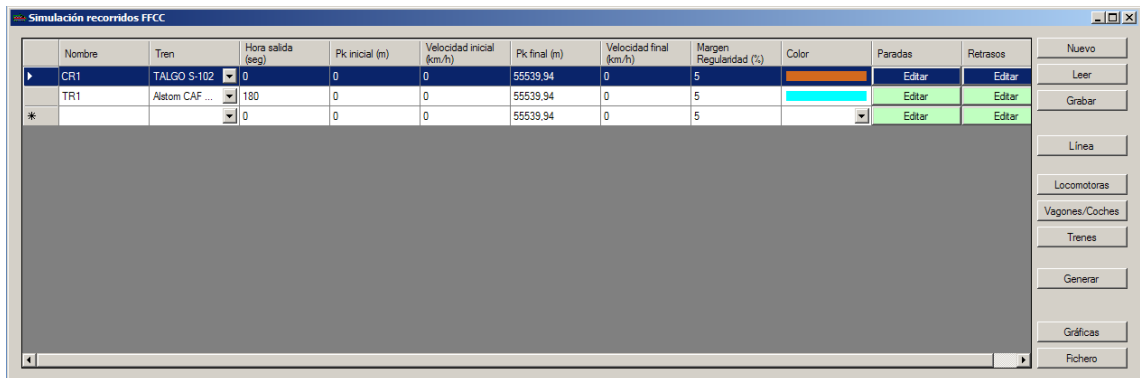 Simulación recorridos FFCC
Nombre Tren Hora salida (seg) Pk inicial (m) Velocidad inicial (km/h) Pk final (m) Velocidad final (km/h) Margen Regularidad (%) Color Paradas Retrasos
CR1 TALGO S-102 0 0 0 55539,94 0 5 Editar Editar
TR1 Alstom CAF ... 180 0 0 55539,94 0 5 Editar Editar
0 0 0 55539,94 0 5 Editar Editar
Nuevo
Leer
Grabar
Línea
Locomotoras
Vagones/Coches
Trenes
Generar
Gráficas
Fichero